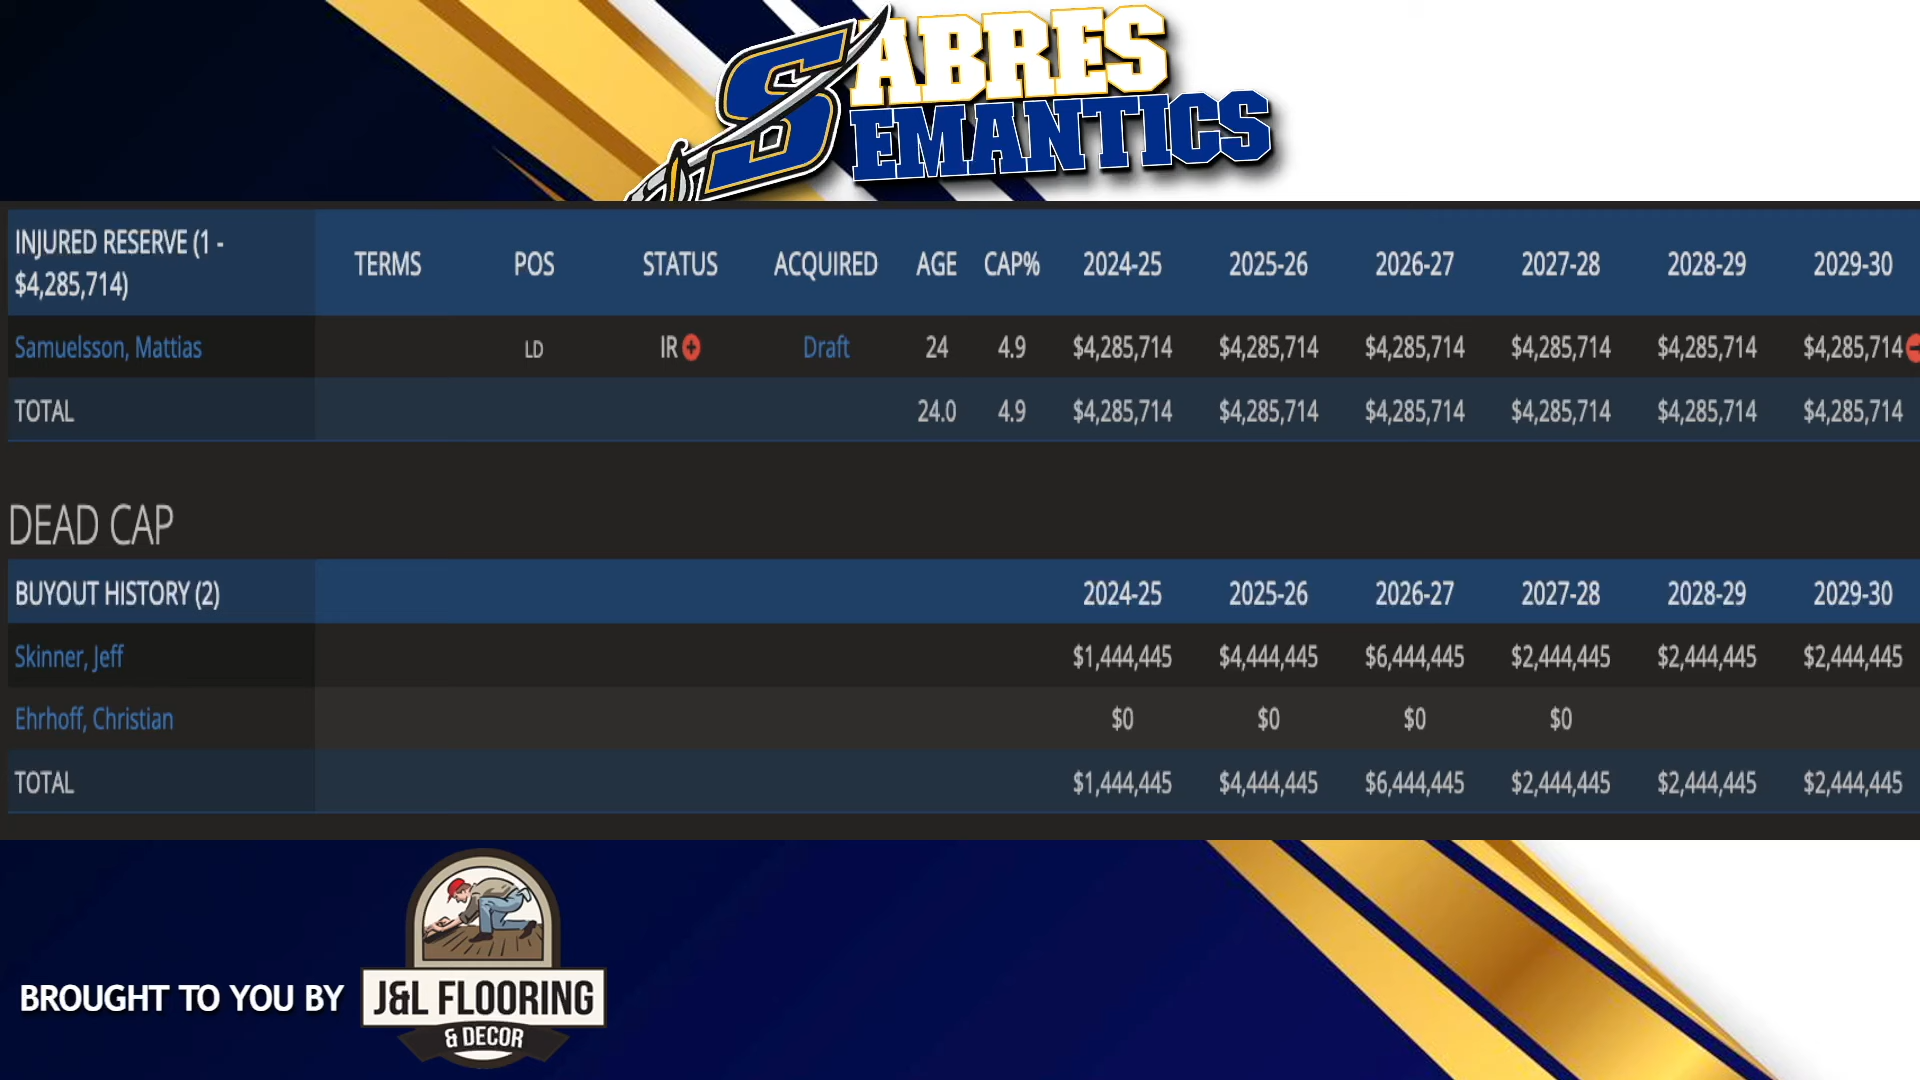 SABRES
SEMANTICS
INJURED RESERVE (1 -
$4,285,714)
TERMS POS STATUS ACQUIRED AGE CAP% 2024-25 2025-26 2026-27 2027-28 2028-29 2029-30
Samuelsson, Mattias LD IR Draft 24 4.9 $4,285,714 $4,285,714 $4,285,714 $4,285,714 $4,285,714 $4,285,714
TOTAL 24.0 4.9 $4,285,714 $4,285,714 $4,285,714 $4,285,714 $4,285,714 $4,285,714
DEAD CAP
BUYOUT HISTORY (2) 2024-25 2025-26 2026-27 2027-28 2028-29 2029-30
Skinner, Jeff $1,444,445 $4,444,445 $6,444,445 $2,444,445 $2,444,445 $2,444,445
Ehrhoff, Christian $0 $0 $0 $0
TOTAL $1,444,445 $4,444,445 $6,444,445 $2,444,445 $2,444,445 $2,444,445
BROUGHT TO YOU BY
J&L FLOORING
& DECOR